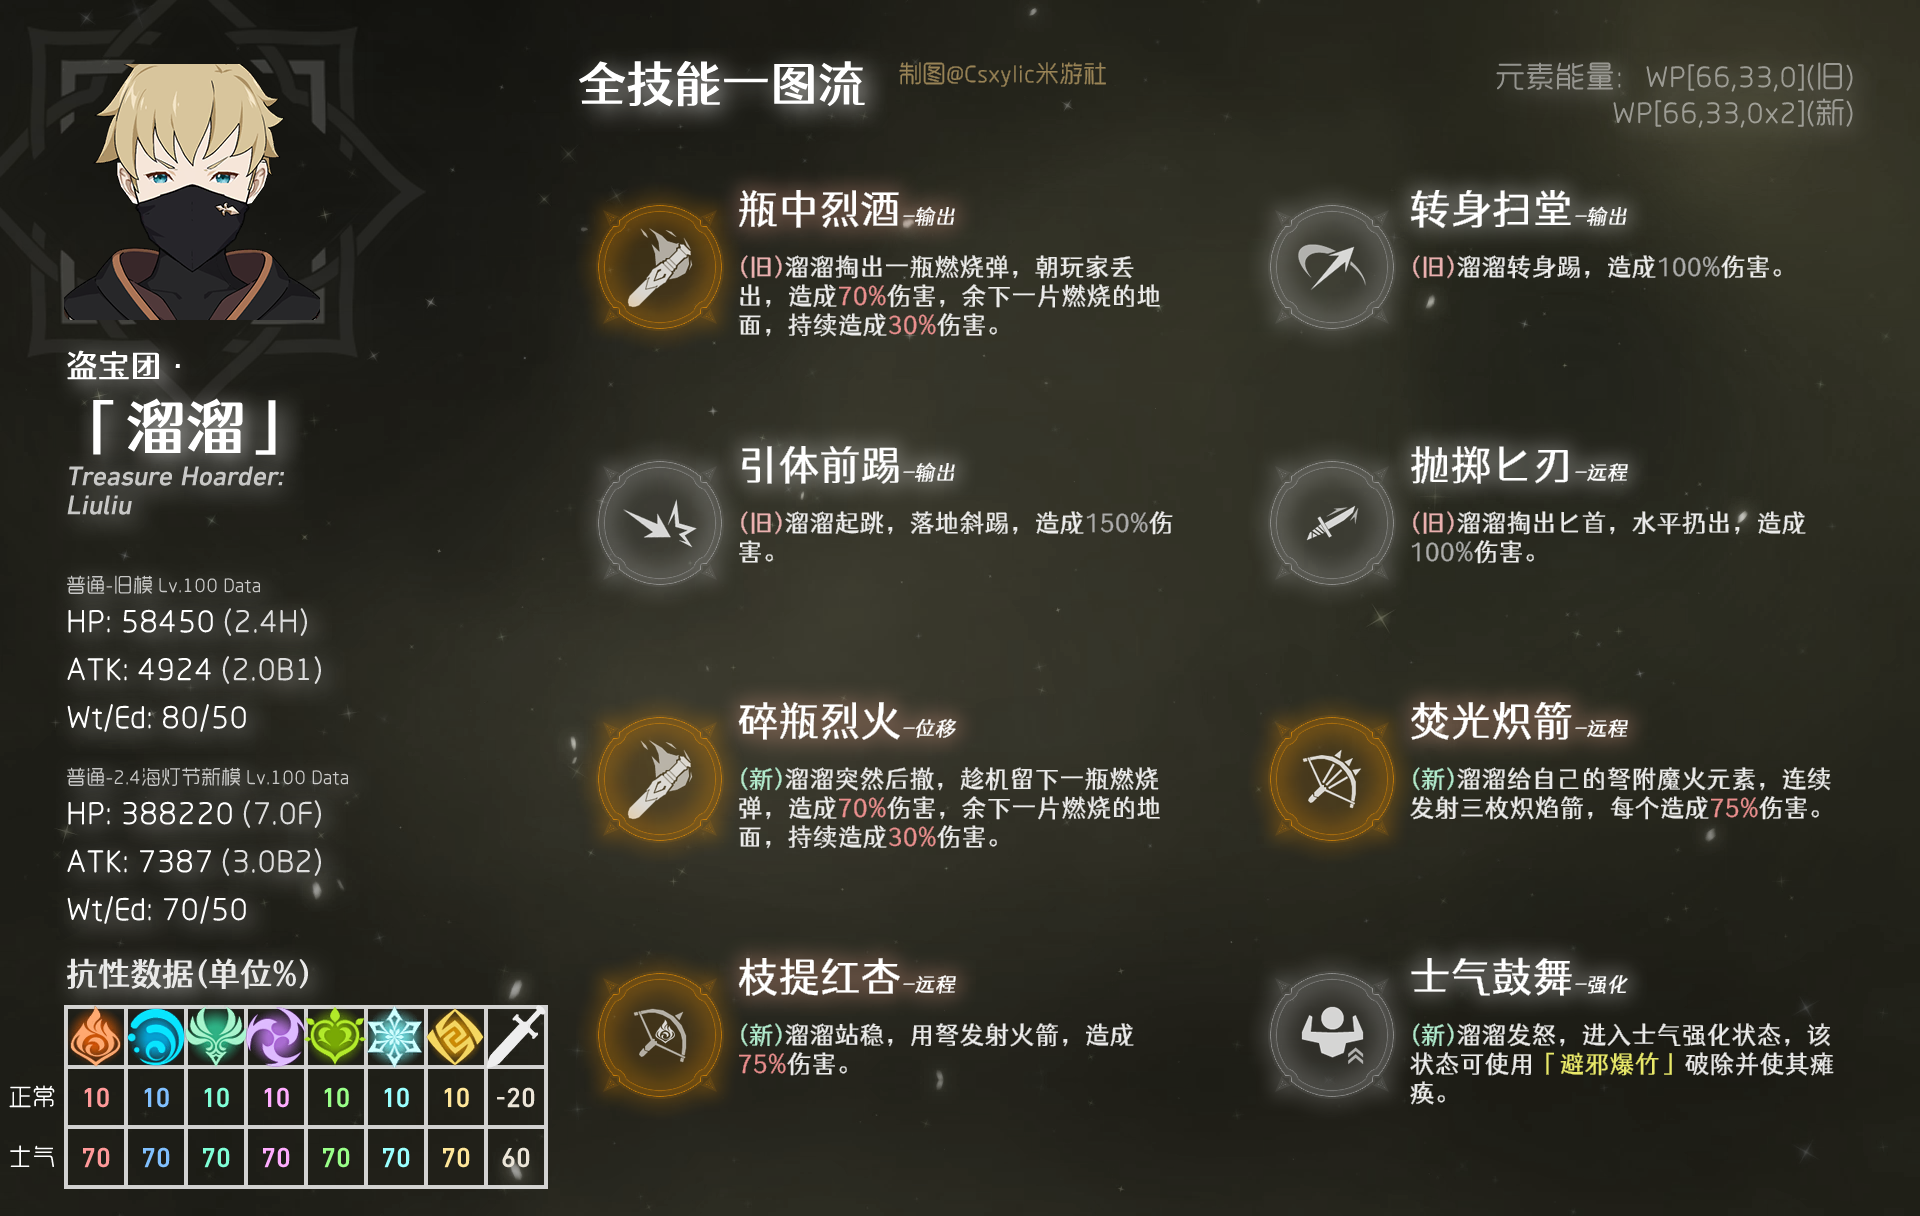 全技能一图流
制图@Csxylic米游社
元素能量: WP[66,33,0](旧)
WP[66,33,0x2](新)
盗宝团·
「溜溜」
Treasure Hoarder:
Liuliu
普通-旧模 Lv.100 Data
HP: 58450 (2.4H)
ATK: 4924 (2.0B1)
Wt/Ed: 80/50
普通-2.4海灯节新模 Lv.100 Data
HP: 388220 (7.0F)
ATK: 7387 (3.0B2)
Wt/Ed: 70/50
抗性数据(单位%)
正常 10 10 10 10 10 10 10 -20
士气 70 70 70 70 70 70 70 60
瓶中烈酒-输出
(旧)溜溜掏出一瓶燃烧弹，朝玩家丢
出，造成70%伤害，余下一片燃烧的地
面，持续造成30%伤害。
转身扫堂-输出
(旧)溜溜转身踢，造成100%伤害。
引体前踢-输出
(旧)溜溜起跳，落地斜踢，造成150%伤
害。
抛掷匕刃-远程
(旧)溜溜掏出匕首，水平扔出，造成
100%伤害。
碎瓶烈火-位移
(新)溜溜突然后撤，趁机留下一瓶燃烧
弹，造成70%伤害，余下一片燃烧的地
面，持续造成30%伤害。
焚光炽箭-远程
(新)溜溜给自己的弩附魔火元素，连续
发射三枚炽焰箭，每个造成75%伤害。
枝提红杏-远程
(新)溜溜站稳，用弩发射火箭，造成
75%伤害。
士气鼓舞-强化
(新)溜溜发怒，进入士气强化状态，该
状态可使用「避邪爆竹」破除并使其瘫
痪。